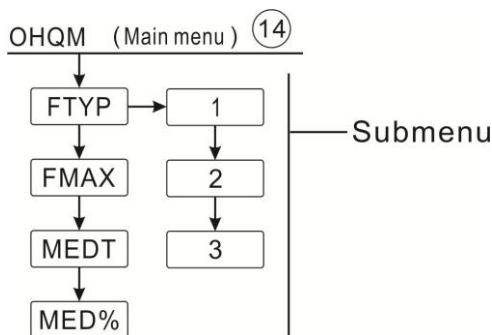 OHQM (Main menu) 14
FTYP 1
Submenu
FMAX 2
MEDT 3
MED%